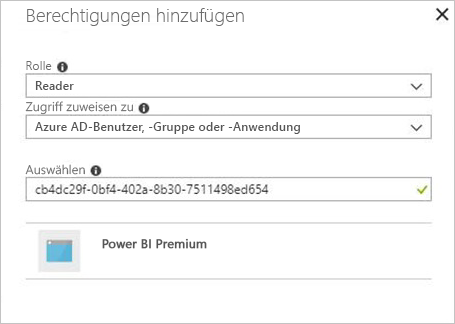 Berechtigungen hinzufügen
Rolle
Reader
Zugriff zuweisen zu
Azure AD-Benutzer, -Gruppe oder -Anwendung
Auswählen
cb4dc29f-0bf4-402a-8b30-7511498ed654
Power BI Premium